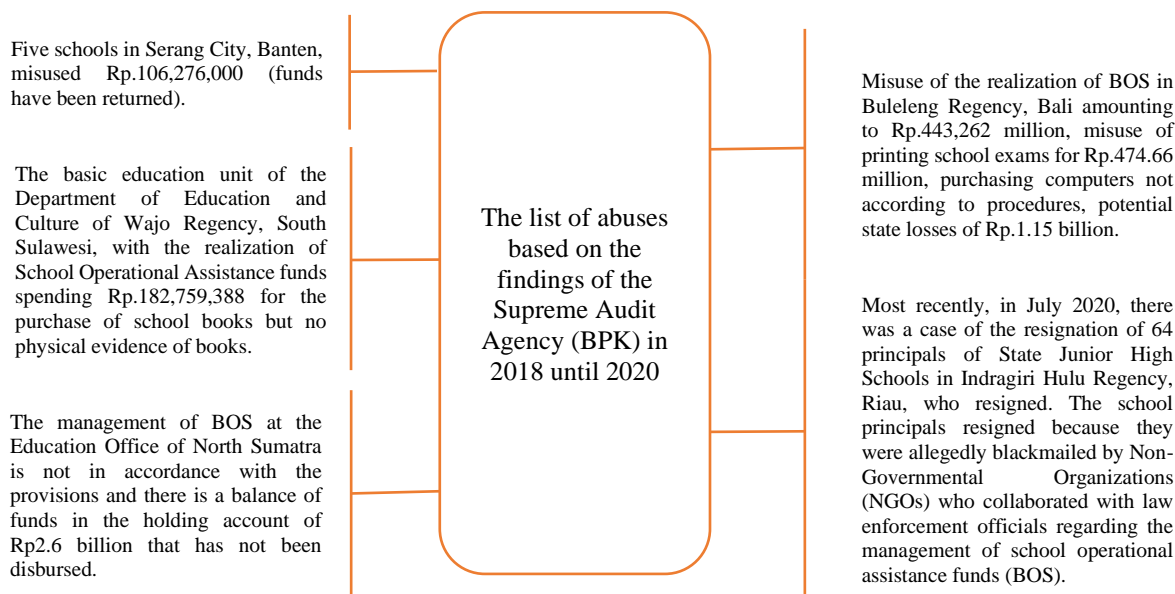 Five schools in Serang City, Banten,
misused Rp.106,276,000 (funds
have been returned).
The basic education unit of the
Department of Education and
Culture of Wajo Regency, South
Sulawesi, with the realization of
School Operational Assistance funds
spending Rp.182,759,388 for the
purchase of school books but no
physical evidence of books.
The management of BOS at the
Education Office of North Sumatra
is not in accordance with the
provisions and there is a balance of
funds in the holding account of
Rp2.6 billion that has not been
disbursed.
The list of abuses
based on the
findings of the
Supreme Audit
Agency (BPK) in
2018 until 2020
Misuse of the realization of BOS in
Buleleng Regency, Bali amounting
to Rp.443,262 million, misuse of
printing school exams for Rp.474.66
million, purchasing computers not
according to procedures, potential
state losses of Rp.1.15 billion.
Most recently, in July 2020, there
was a case of the resignation of 64
principals of State Junior High
Schools in Indragiri Hulu Regency,
Riau, who resigned. The school
principals resigned because they
were allegedly blackmailed by Non-
Governmental Organizations
(NGOs) who collaborated with law
enforcement officials regarding the
management of school operational
assistance funds (BOS).